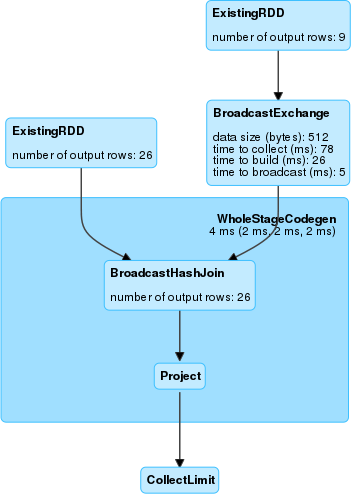 ExistingRDD
number of output rows: 9
BroadcastExchange
data size (bytes): 512
time to collect (ms): 78
time to build (ms): 26
time to broadcast (ms): 5
ExistingRDD
number of output rows: 26
WholeStageCodegen
4 ms (2 ms, 2 ms, 2 ms)
BroadcastHashJoin
number of output rows: 26
Project
CollectLimit